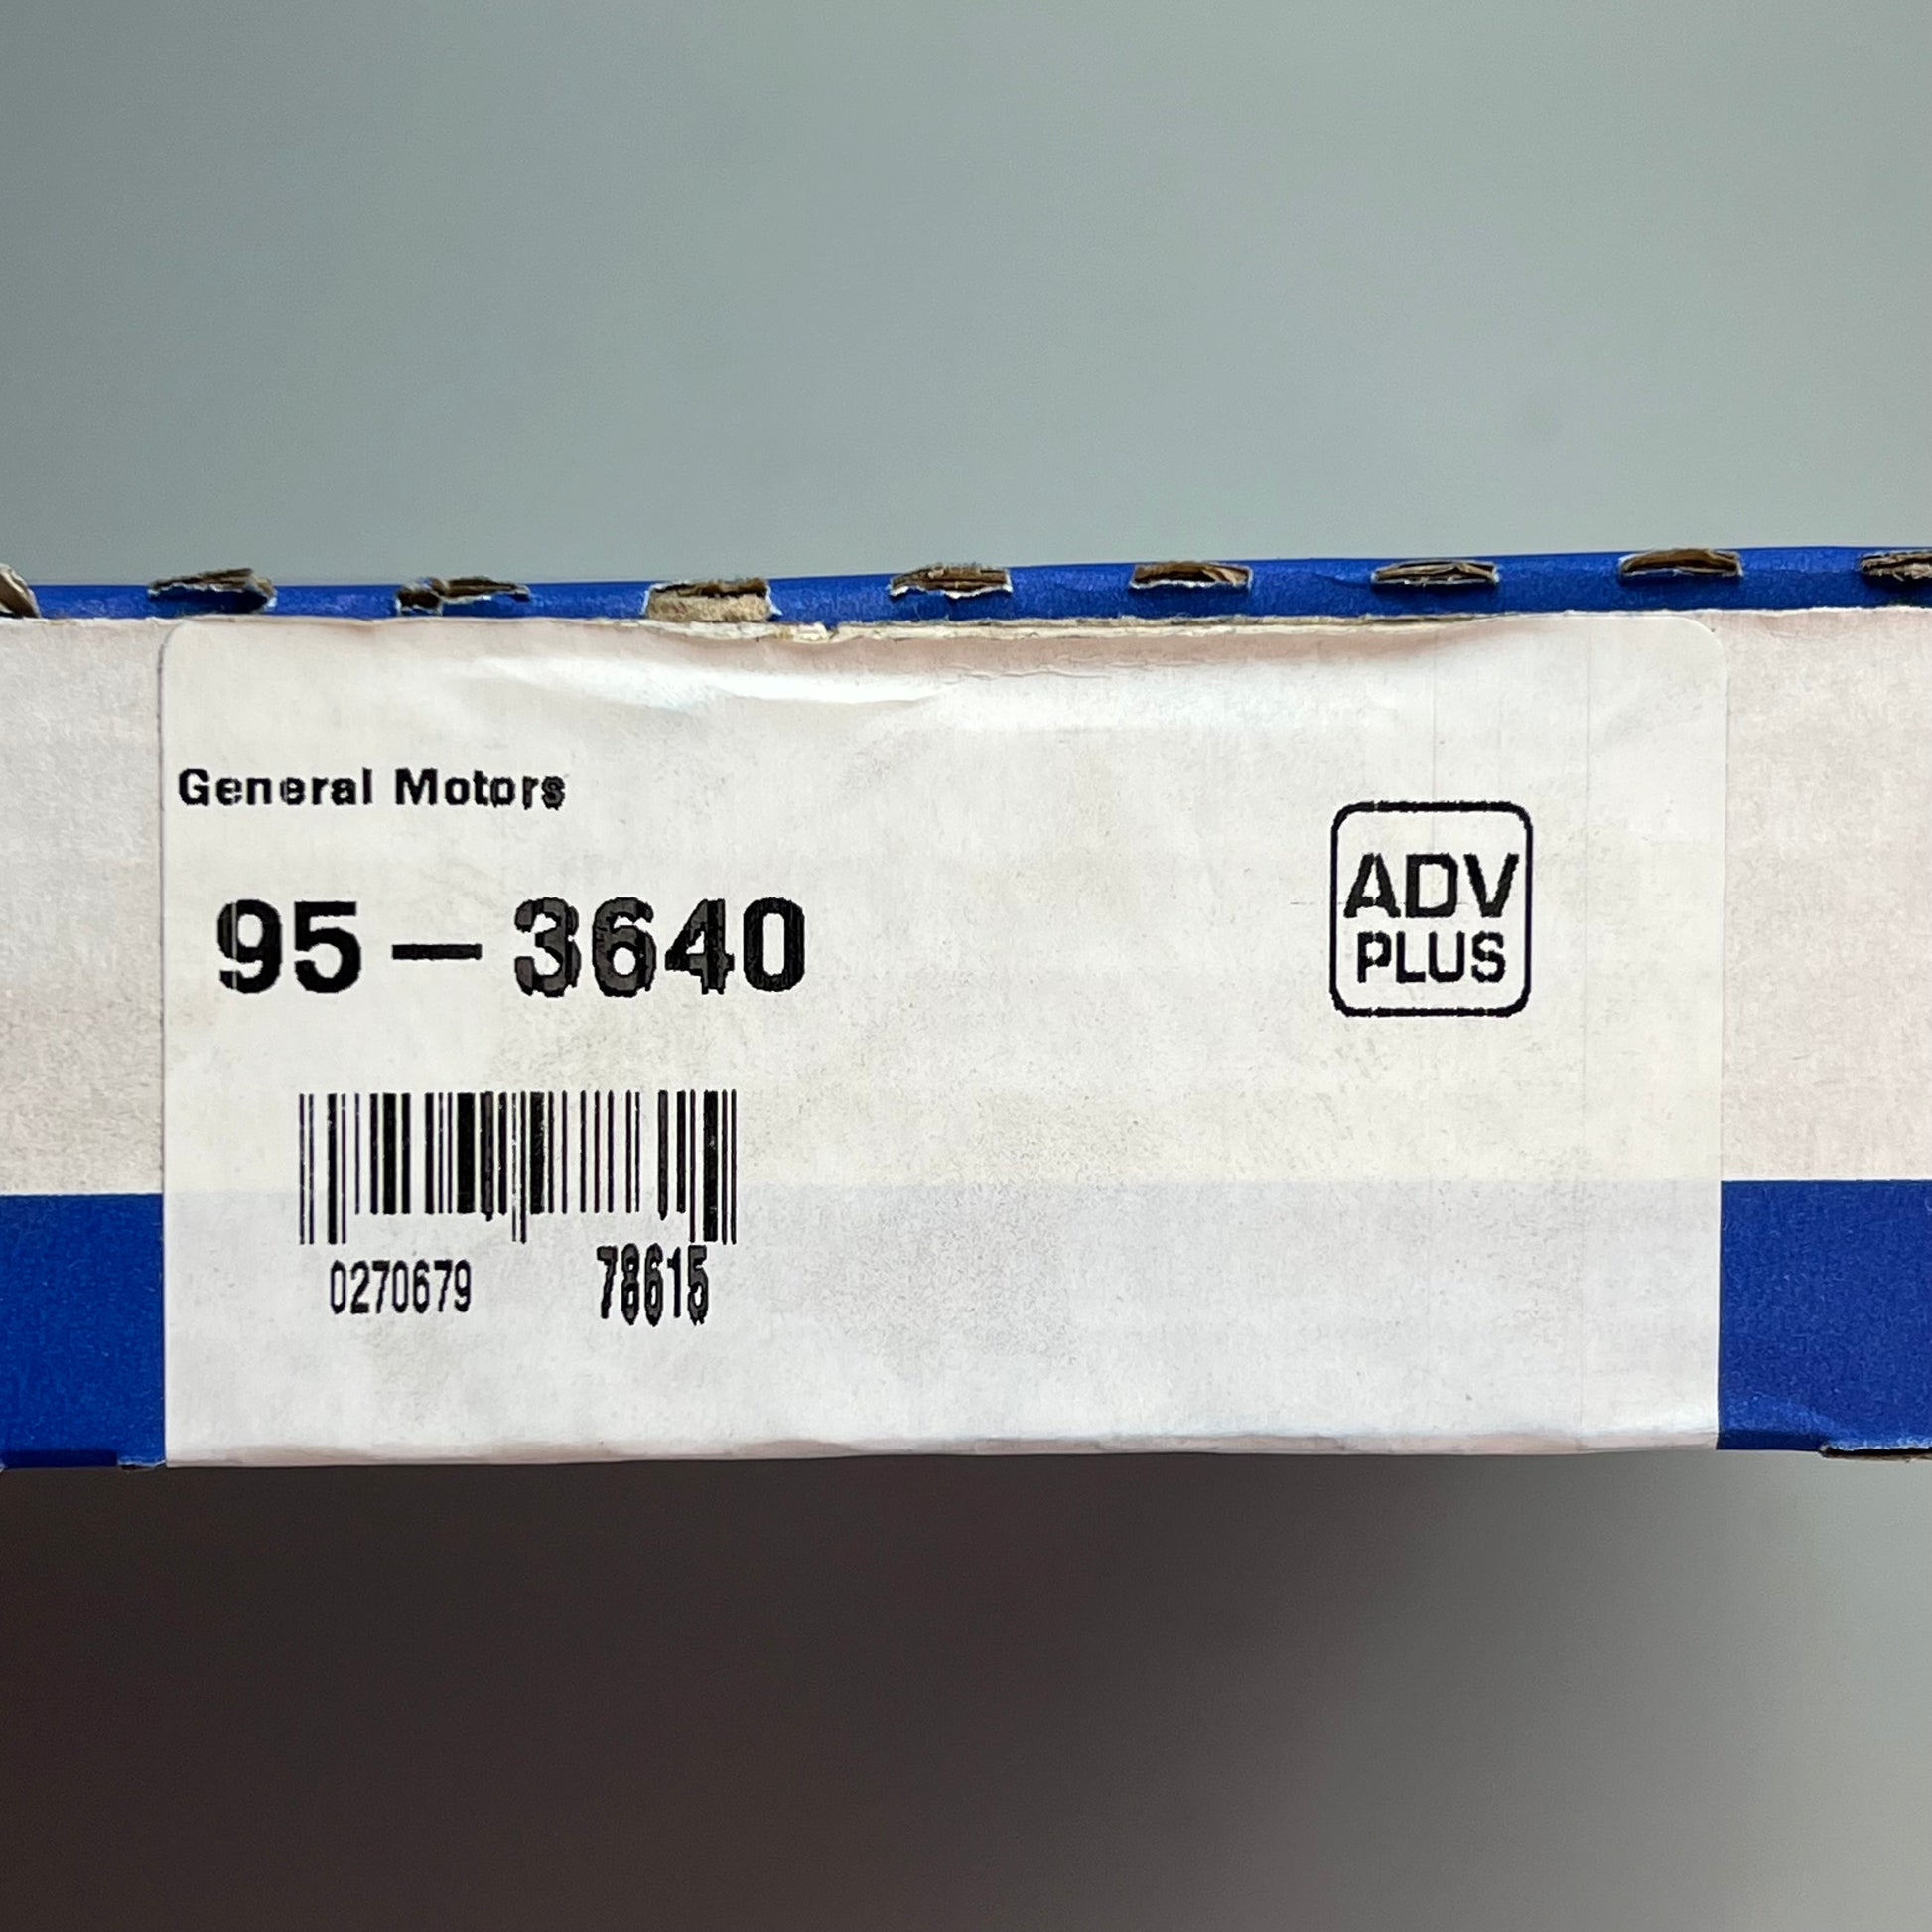 General Motors
95-3640
ADV
PLUS
0270679 78615